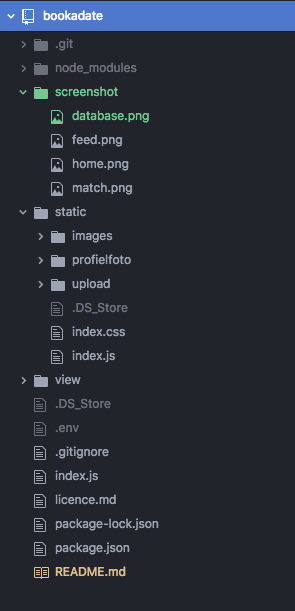 bookadate
.git
node_modules
screenshot
database.png
feed.png
home.png
match.png
static
images
profielfoto
upload
.DS_Store
index.css
index.js
view
.DS_Store
.env
.gitignore
index.js
licence.md
package-lock.json
package.json
README.md